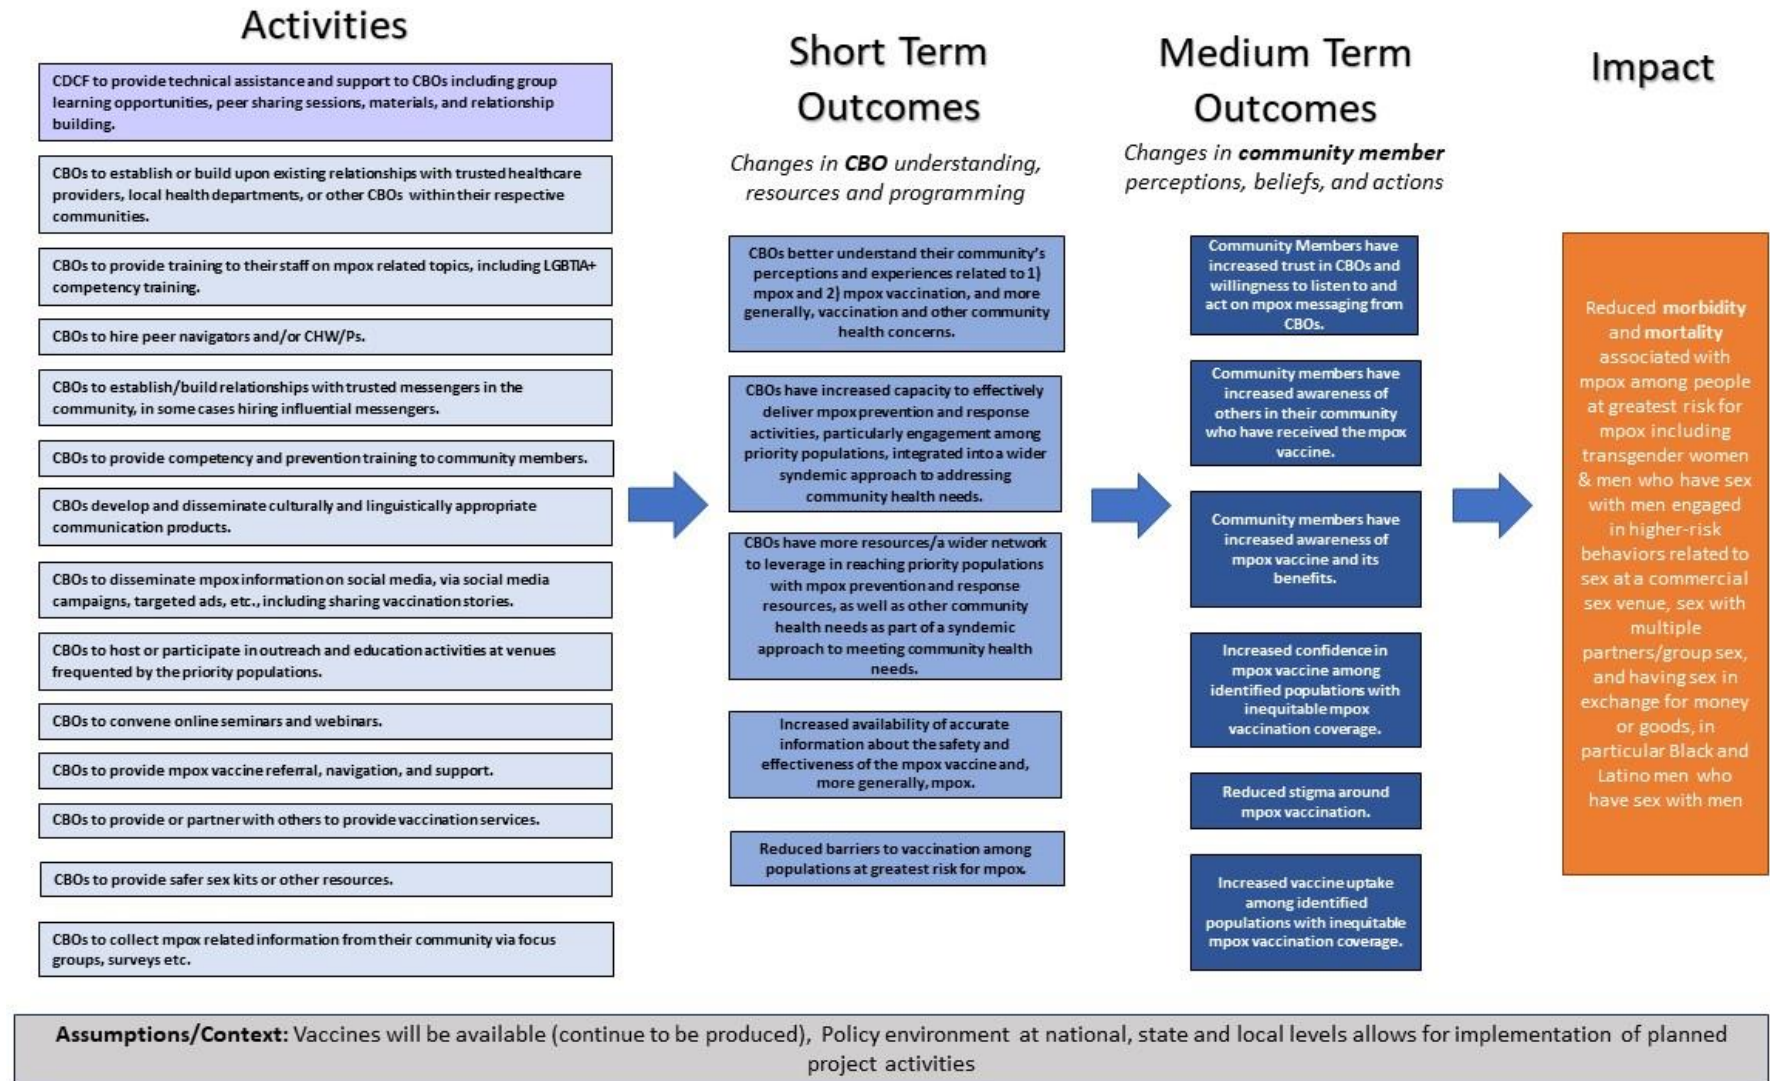 Activities
CDCF to provide technical assistance and support to CBOs including group
learning opportunities, peer sharing sessions, materials, and relationship
building.
CBOs to establish or build upon existing relationships with trusted healthcare
providers, local health departments, or other CBOs within their respective
communities.
CBOs to provide training to their staff on mpox related topics, including LGBTIA+
competency training.
CBOs to hire peer navigators and/or CHW/Ps.
CBOs to establish/build relationships with trusted messengers in the
community, in some cases hiring influential messengers.
CBOs to provide competency and prevention training to community members.
CBOs develop and disseminate culturally and linguistically appropriate
communication products.
CBOs to disseminate mpox information on social media, via social media
campaigns, targeted ads, etc., including sharing vaccination stories.
CBOs to host or participate in outreach and education activities at venues
frequented by the priority populations.
CBOs to convene online seminars and webinars.
CBOs to provide mpox vaccine referral, navigation, and support.
CBOs to provide or partner with others to provide vaccination services.
CBOs to provide safer sex kits or other resources.
CBOs to collect mpox related information from their community via focus
groups, surveys etc.
Short Term
Outcomes
Changes in CBO understanding,
resources and programming
CBOs better understand their community's
perceptions and experiences related to 1)
mpox and 2) mpox vaccination, and more
generally, vaccination and other community
health concerns.
CBOs have increased capacity to effectively
deliver mpox prevention and response
activities, particularly engagement among
priority populations, integrated into a wider
syndemic approach to addressing
community health needs.
CBOs have more resources/a wider network
to leverage in reaching priority populations
with mpox prevention and response
resources, as well as other community
health needs as part of a syndemic
approach to meeting community health
needs.
Increased availability of accurate
information about the safety and
effectiveness of the mpox vaccine and,
more generally, mpox.
Reduced barriers to vaccination among
populations at greatest risk for mpox.
Medium Term
Outcomes
Changes in community member
perceptions, beliefs, and actions
Community Members have
increased trust in CBOs and
willingness to listen to and
act on mpox messaging from
CBOs.
Community members have
increased awareness of
others in their community
who have received the mpox
vaccine.
Community members have
increased awareness of
mpox vaccine and its
benefits.
Increased confidence in
mpox vaccine among
identified populations with
inequitable mpox
vaccination coverage.
Reduced stigma around
mpox vaccination.
Increased vaccine uptake
among identified
populations with inequitable
mpox vaccination coverage.
Impact
Reduced morbidity
and mortality
associated with
mpox among people
at greatest risk for
mpox including
transgender women
& men who have sex
with men engaged
in higher-risk
behaviors related to
sex at a commercial
sex venue, sex with
multiple
partners/group sex,
and having sex in
exchange for money
or goods, in
particular Black and
Latino men who
have sex with men
Assumptions/Context: Vaccines will be available (continue to be produced), Policy environment at national, state and local levels allows for implementation of planned
project activities